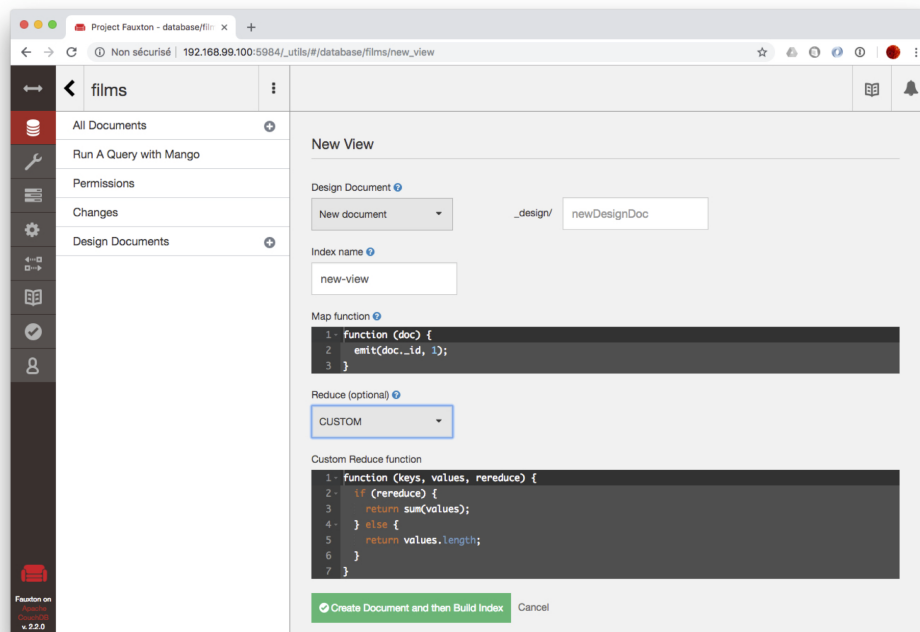 Project Fauxton - database/film
Non sécurisé | 192.168.99.100:5984/_utils/#/database/films/new_view
films
All Documents
Run A Query with Mango
Permissions
Changes
Design Documents
New View
Design Document
New document
_design/
newDesignDoc
Index name
new-view
Map function
1 function (doc) {
2 emit(doc._id, 1);
3 }
Reduce (optional)
CUSTOM
Custom Reduce function
1 function (keys, values, rereduce) {
2 if (rereduce) {
3 return sum(values);
4 } else {
5 return values.length;
6 }
7 }
Create Document and then Build Index
Cancel
Fauxton on
Apache
CouchDB
v. 2.2.0